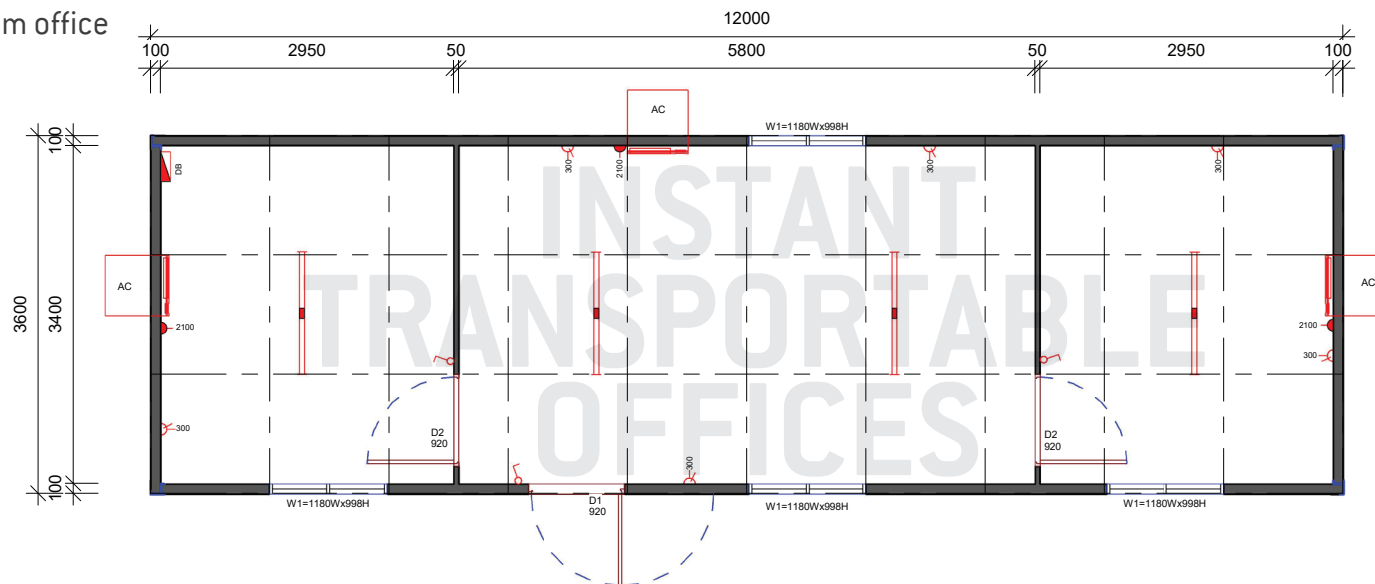 m office
12000
100 2950 50 5800 50 2950 100
AC
W1=1180Wx998H
100
DB
300
2100
300
300
INSTANT
TRANSPORTABLE
OFFICES
AC
AC
3600
3400
2100
2100
300
300
D2
920
D2
920
300
100
W1=1180Wx998H
D1
920
W1=1180Wx998H
W1=1180Wx998H